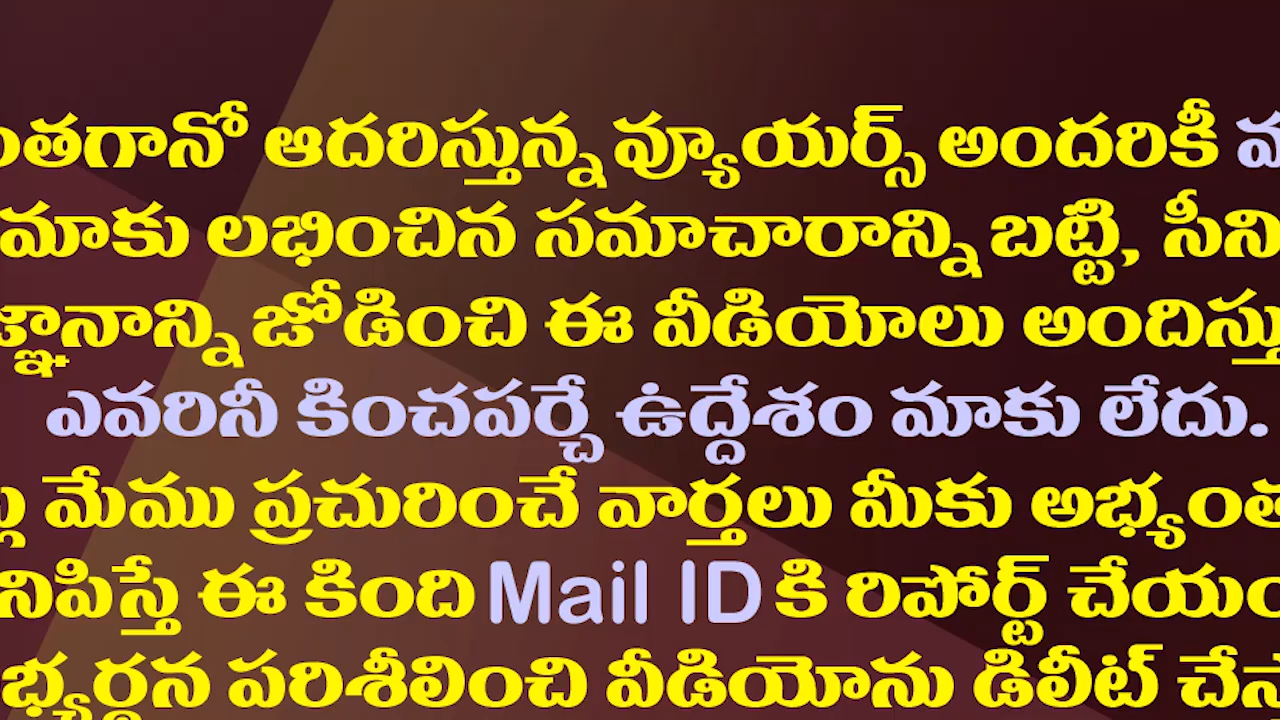 ంతగానో ఆదరిస్తున్న వ్యూయర్స్ అందరికీ
మాకు లభించిన సమాచారాన్ని బట్టి, సీని
జ్ఞానాన్ని జోడించి ఈ వీడియోలు అందిస్తు
ఎవరినీ కించపర్చే ఉద్దేశం మాకు లేదు.
ల్ల మేము ప్రచురించే వార్తలు మీకు అభ్యంత
నిపిస్తే ఈ కింది Mail ID కి రిపోర్ట్ చేయం
భ్యర్థన పరిశీలించి వీడియోను డిలీట్ చేస